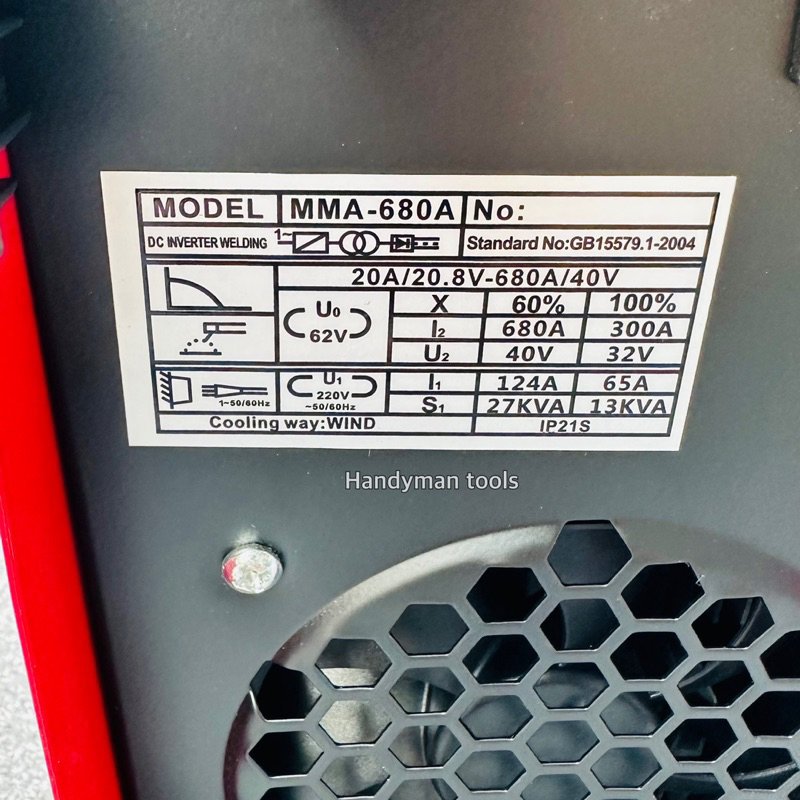 MODEL MMA-680A No:
DC INVERTER WELDING 1~ Standard No:GB15579.1-2004
20A/20.8V-680A/40V
U₀ 62V X 60% 100%
I₂ 680A 300A
U₂ 40V 32V
1~50/60Hz U₁ 220V ~50/60Hz I₁ 124A 65A
S₁ 27KVA 13KVA
Cooling way:WIND IP21S
Handyman tools